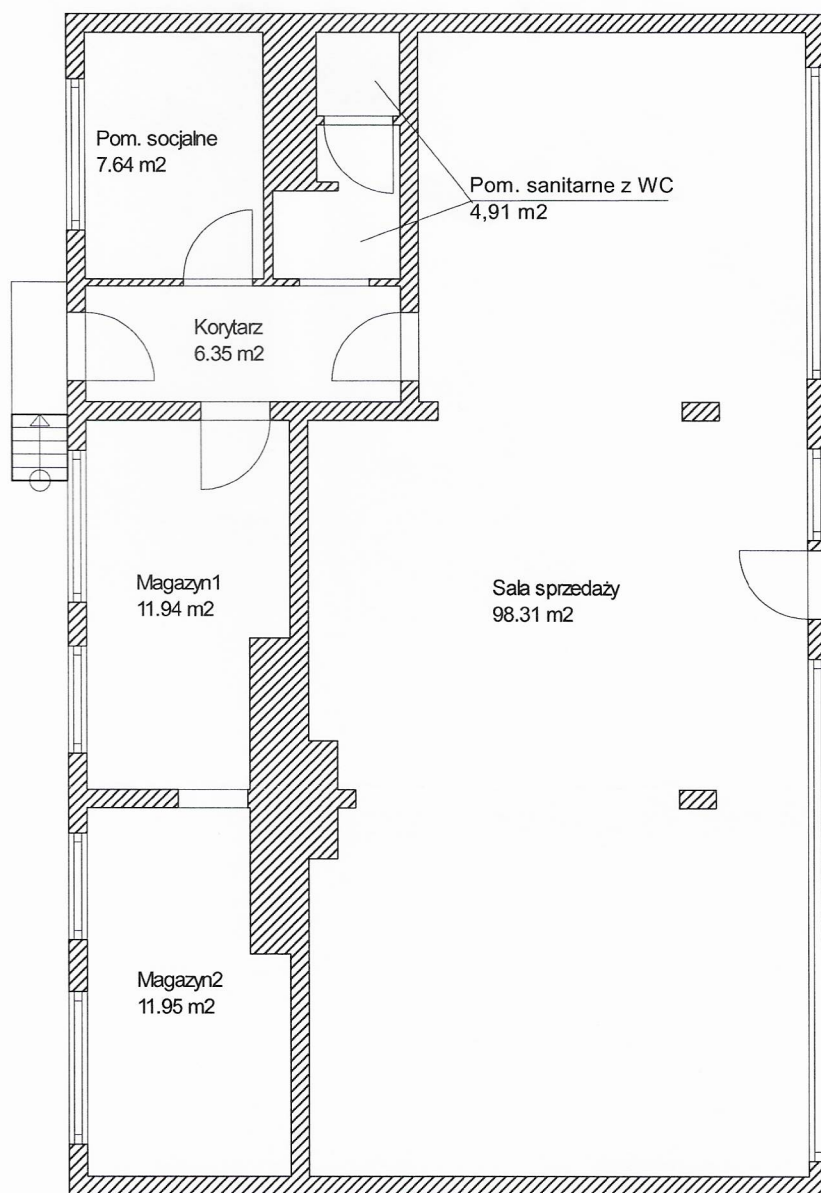 Pom. socjalne
7.64 m2
Pom. sanitarne z WC
4,91 m2
Korytarz
6.35 m2
Magazyn1
11.94 m2
Sala sprzedaży
98.31 m2
Magazyn2
11.95 m2